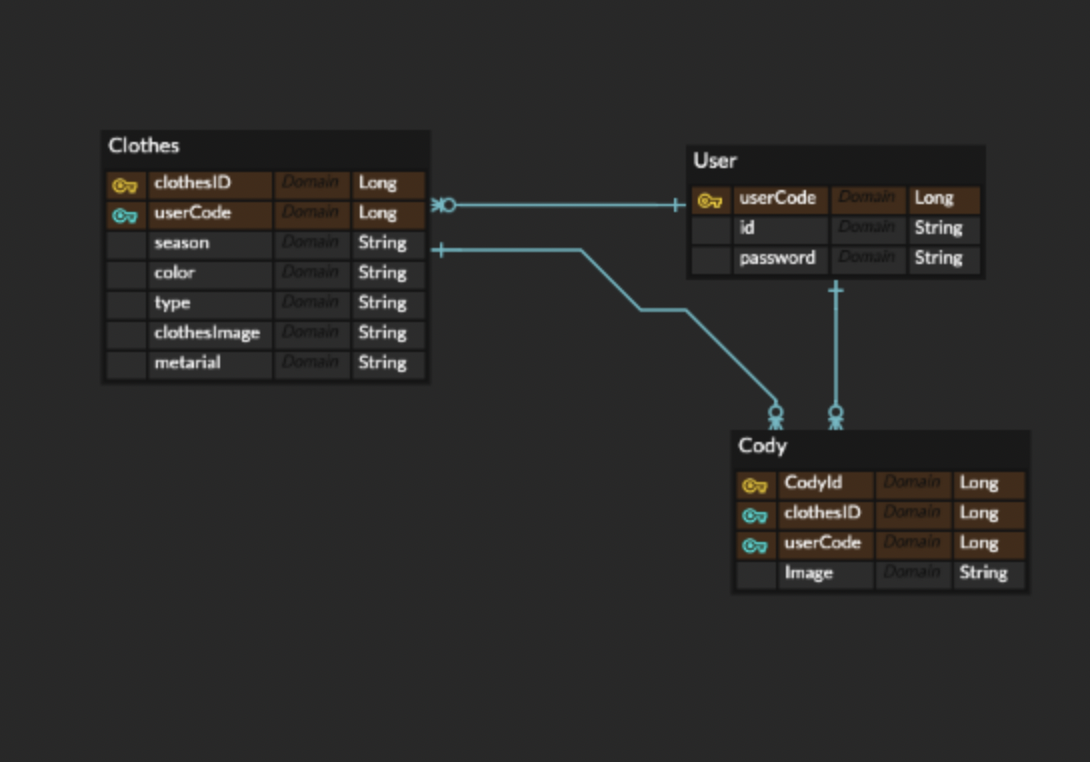 Clothes
clothesID Domain Long
userCode Domain Long
season Domain String
color Domain String
type Domain String
clothesImage Domain String
metarial Domain String
User
userCode Domain Long
id Domain String
password Domain String
Cody
CodyId Domain Long
clothesID Domain Long
userCode Domain Long
Image Domain String